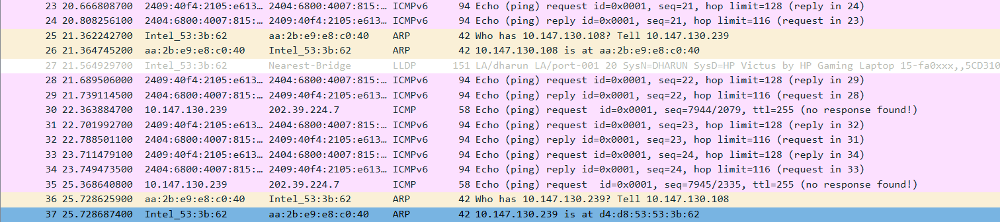 23 20.666808700 2409:40f4:2105:e613… 2404:6800:4007:815:… ICMPv6 94 Echo (ping) request id=0x0001, seq=21, hop limit=128 (reply in 24)
24 20.808256100 2404:6800:4007:815:… 2409:40f4:2105:e613… ICMPv6 94 Echo (ping) reply id=0x0001, seq=21, hop limit=116 (request in 23)
25 21.362242700 Intel_53:3b:62 aa:2b:e9:e8:c0:40 ARP 42 Who has 10.147.130.108? Tell 10.147.130.239
26 21.364745200 aa:2b:e9:e8:c0:40 Intel_53:3b:62 ARP 42 10.147.130.108 is at aa:2b:e9:e8:c0:40
27 21.564929700 Intel_53:3b:62 Nearest-Bridge LLDP 151 LA/dharun LA/port-001 20 SysN=DHARUN SysD=HP Victus by HP Gaming Laptop 15-fa0xxx,,5CD310
28 21.689506000 2409:40f4:2105:e613… 2404:6800:4007:815:… ICMPv6 94 Echo (ping) request id=0x0001, seq=22, hop limit=128 (reply in 29)
29 21.739114500 2404:6800:4007:815:… 2409:40f4:2105:e613… ICMPv6 94 Echo (ping) reply id=0x0001, seq=22, hop limit=116 (request in 28)
30 22.363884700 10.147.130.239 202.39.224.7 ICMP 58 Echo (ping) request  id=0x0001, seq=7944/2079, ttl=255 (no response found!)
31 22.701992700 2409:40f4:2105:e613… 2404:6800:4007:815:… ICMPv6 94 Echo (ping) request id=0x0001, seq=23, hop limit=128 (reply in 32)
32 22.788501100 2404:6800:4007:815:… 2409:40f4:2105:e613… ICMPv6 94 Echo (ping) reply id=0x0001, seq=23, hop limit=116 (request in 31)
33 23.711479100 2409:40f4:2105:e613… 2404:6800:4007:815:… ICMPv6 94 Echo (ping) request id=0x0001, seq=24, hop limit=128 (reply in 34)
34 23.749473500 2404:6800:4007:815:… 2409:40f4:2105:e613… ICMPv6 94 Echo (ping) reply id=0x0001, seq=24, hop limit=116 (request in 33)
35 25.368640800 10.147.130.239 202.39.224.7 ICMP 58 Echo (ping) request  id=0x0001, seq=7945/2335, ttl=255 (no response found!)
36 25.728625900 aa:2b:e9:e8:c0:40 Intel_53:3b:62 ARP 42 Who has 10.147.130.239? Tell 10.147.130.108
37 25.728687400 Intel_53:3b:62 aa:2b:e9:e8:c0:40 ARP 42 10.147.130.239 is at d4:d8:53:53:3b:62